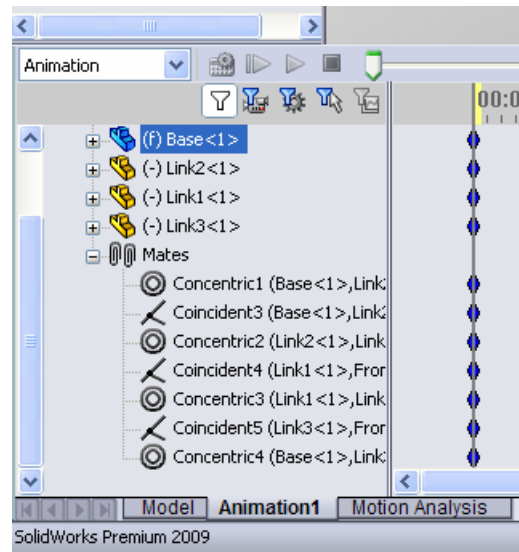 Animation
00:0
(f) Base<1>
(-) Link2<1>
(-) Link1<1>
(-) Link3<1>
Mates
Concentric1 (Base<1>,Link
Coincident3 (Base<1>,Link
Concentric2 (Link2<1>,Link
Coincident4 (Link1<1>,Fror
Concentric3 (Link1<1>,Link
Coincident5 (Link3<1>,Fror
Concentric4 (Base<1>,Link
Model Animation1 Motion Analysis
SolidWorks Premium 2009